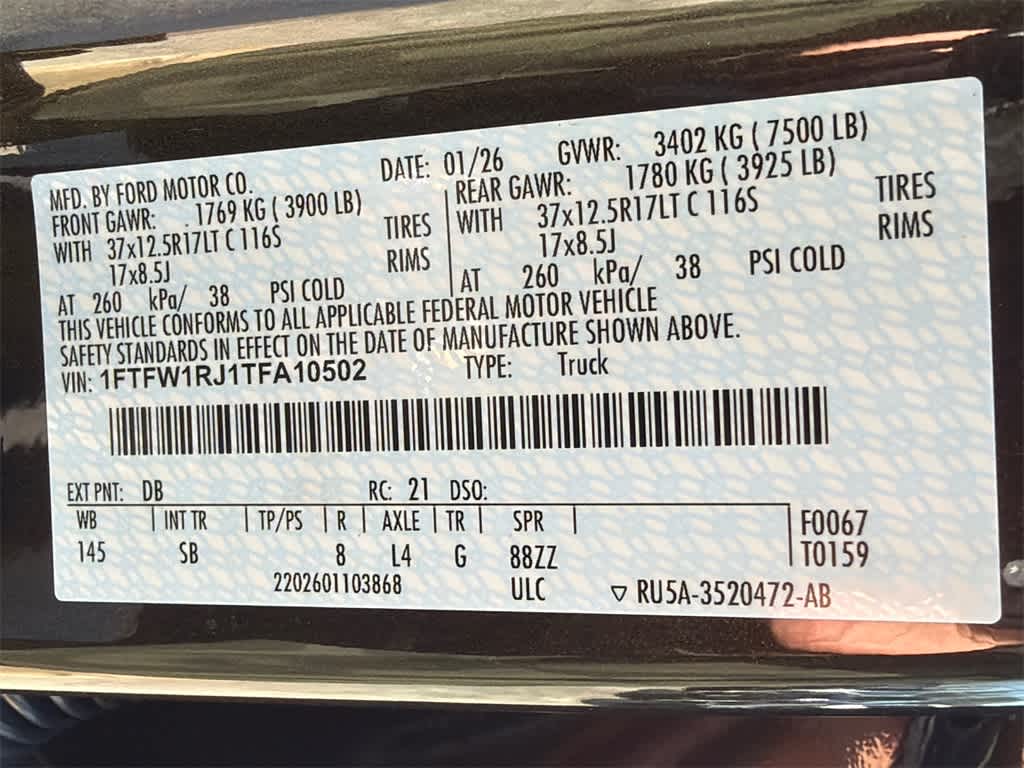 MFD. BY FORD MOTOR CO. DATE: 01/26 GVWR: 3402 KG ( 7500 LB)
FRONT GAWR: 1769 KG ( 3900 LB) REAR GAWR: 1780 KG ( 3925 LB)
WITH 37x12.5R17LT C 116S TIRES WITH 37x12.5R17LT C 116S TIRES
17x8.5J RIMS 17x8.5J RIMS
AT 260 kPa/ 38 PSI COLD AT 260 kPa/ 38 PSI COLD
THIS VEHICLE CONFORMS TO ALL APPLICABLE FEDERAL MOTOR VEHICLE
SAFETY STANDARDS IN EFFECT ON THE DATE OF MANUFACTURE SHOWN ABOVE.
VIN: 1FTFW1RJ1TFA10502 TYPE: Truck
EXT PNT: DB RC: 21 DSO:
WB INT TR TP/PS R AXLE TR SPR F0067
145 SB 8 L4 G 88ZZ T0159
2202601103868 ULC ▽ RU5A-3520472-AB